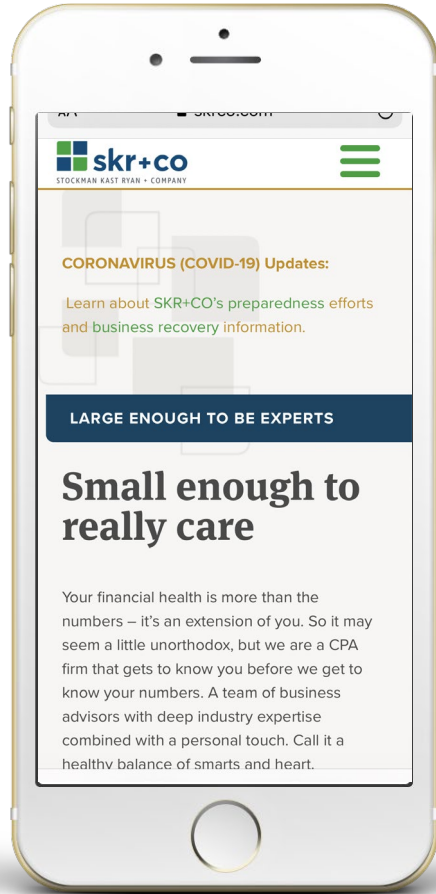 skr+co
STOCKMAN KAST RYAN + COMPANY
CORONAVIRUS (COVID-19) Updates:
Learn about SKR+CO's preparedness efforts
and business recovery information.
LARGE ENOUGH TO BE EXPERTS
Small enough to
really care
Your financial health is more than the
numbers – it's an extension of you. So it may
seem a little unorthodox, but we are a CPA
firm that gets to know you before we get to
know your numbers. A team of business
advisors with deep industry expertise
combined with a personal touch. Call it a
healthy balance of smarts and heart.